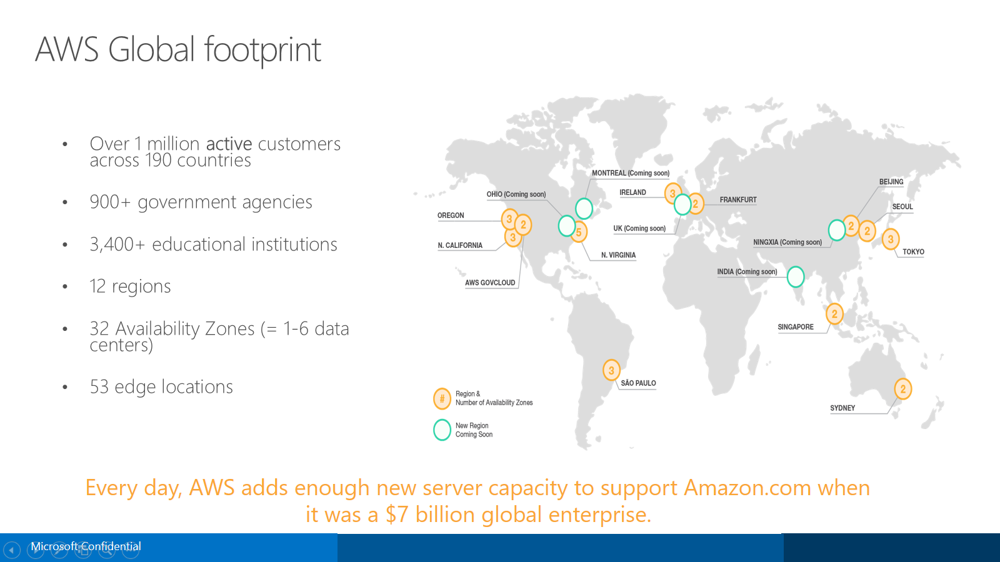 AWS Global footprint
• Over 1 million active customers
across 190 countries
• 900+ government agencies
• 3,400+ educational institutions
• 12 regions
• 32 Availability Zones (= 1-6 data
centers)
• 53 edge locations
MONTREAL (Coming soon)
OHIO (Coming soon)
IRELAND
3
2
FRANKFURT
BEIJING
SEOUL
OREGON
3
2
3
5
UK (Coming soon)
N. CALIFORNIA
N. VIRGINIA
AWS GOVCLOUD
NINGXIA (Coming soon)
2
2
3
TOKYO
INDIA (Coming soon)
2
SINGAPORE
3
SÃO PAULO
2
SYDNEY
#
Region &
Number of Availability Zones
New Region
Coming Soon
Every day, AWS adds enough new server capacity to support Amazon.com when
it was a $7 billion global enterprise.
Microsoft Confidential